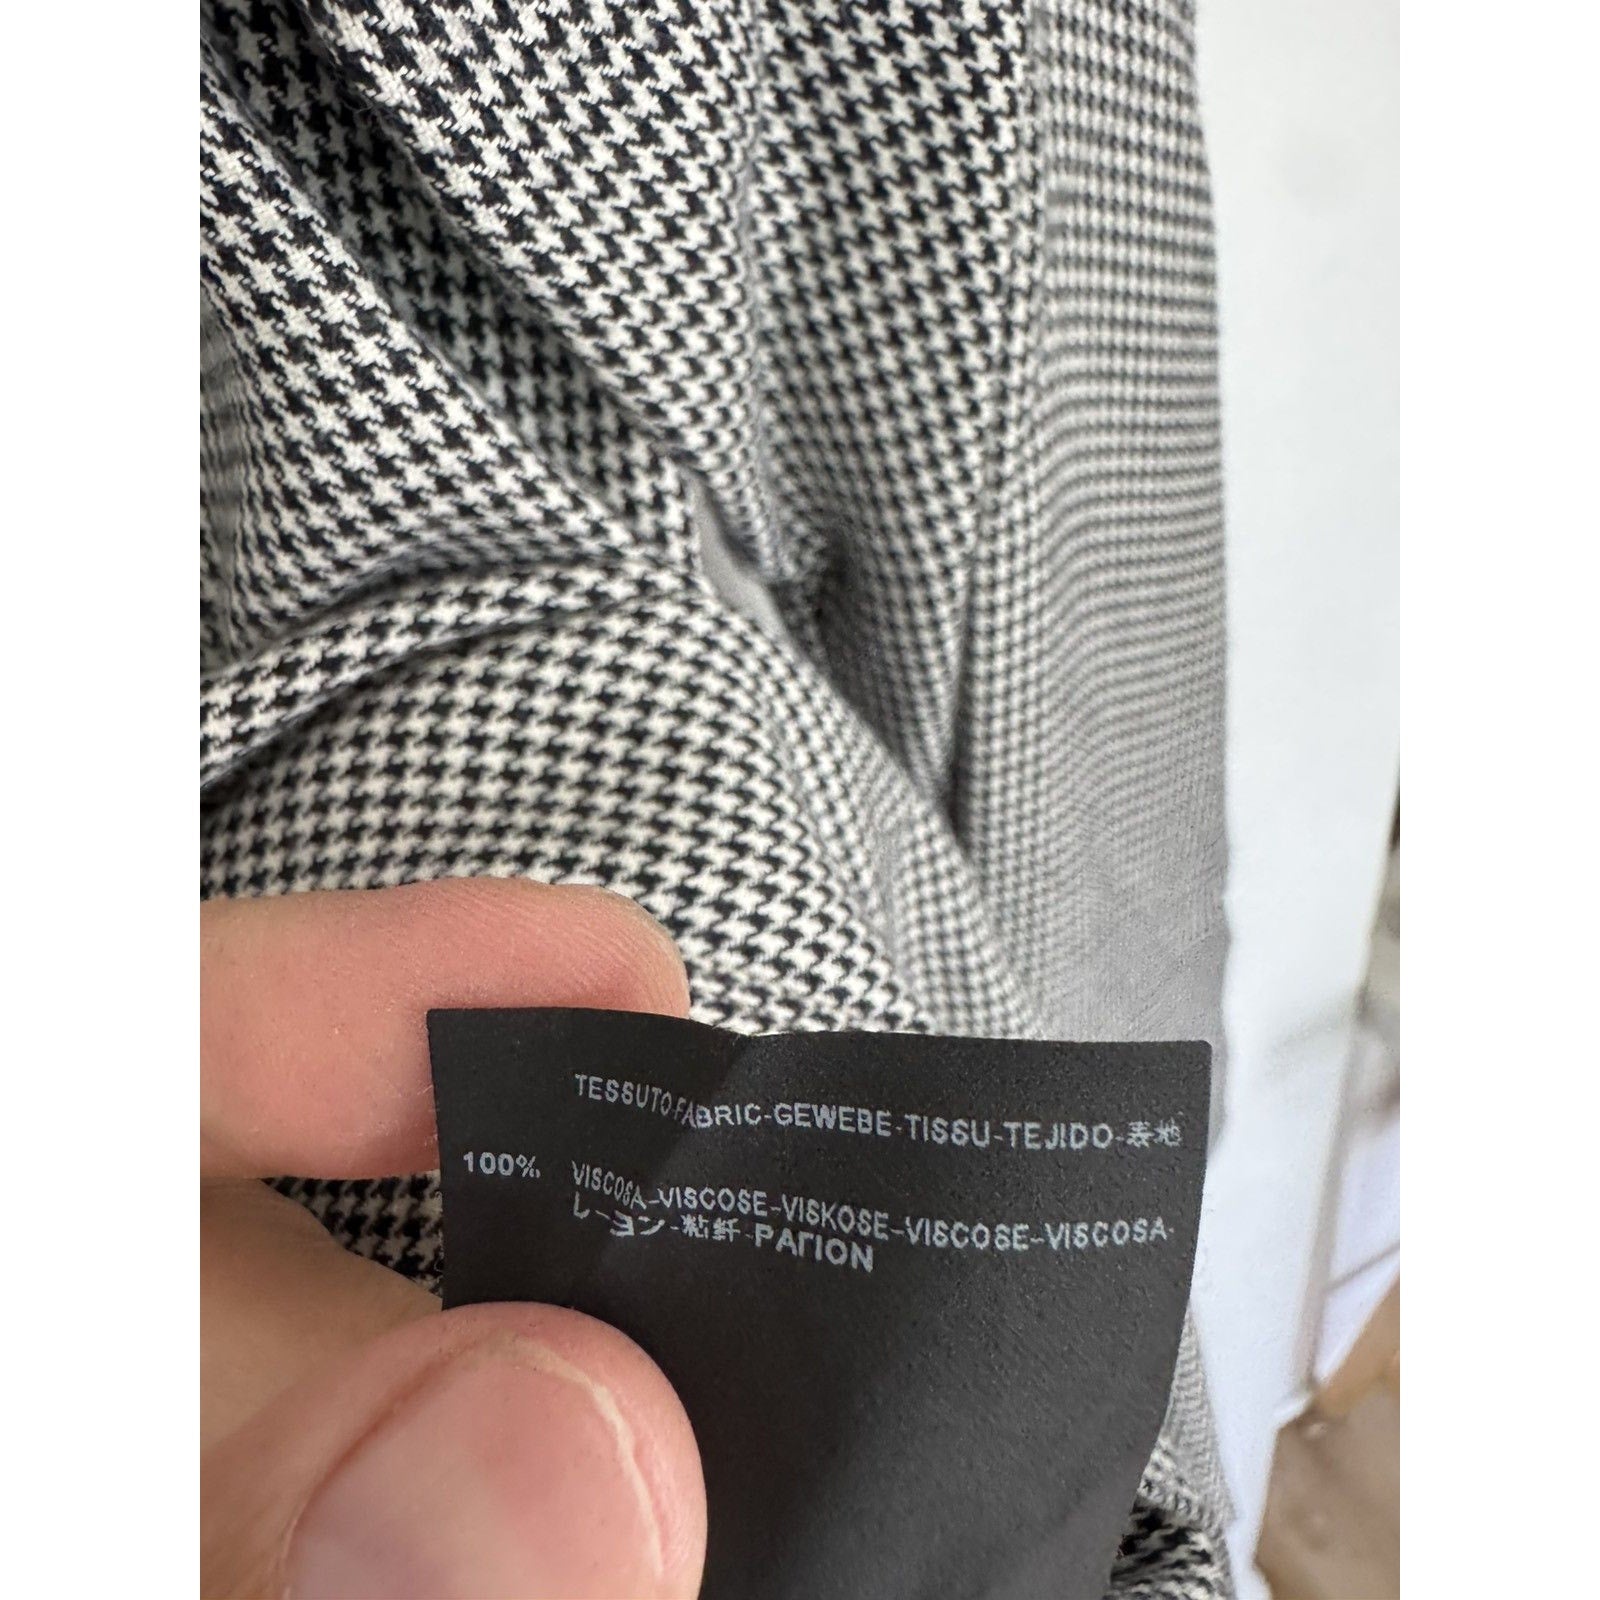 TESSUTO-FABRIC-GEWEBE-TISSU-TEJIDO-表地
100% VISCOSA-VISCOSE-VISKOSE-VISCOSE-VISCOSA-
レーヨン-粘纤-ΡΑΓΙΟΝ